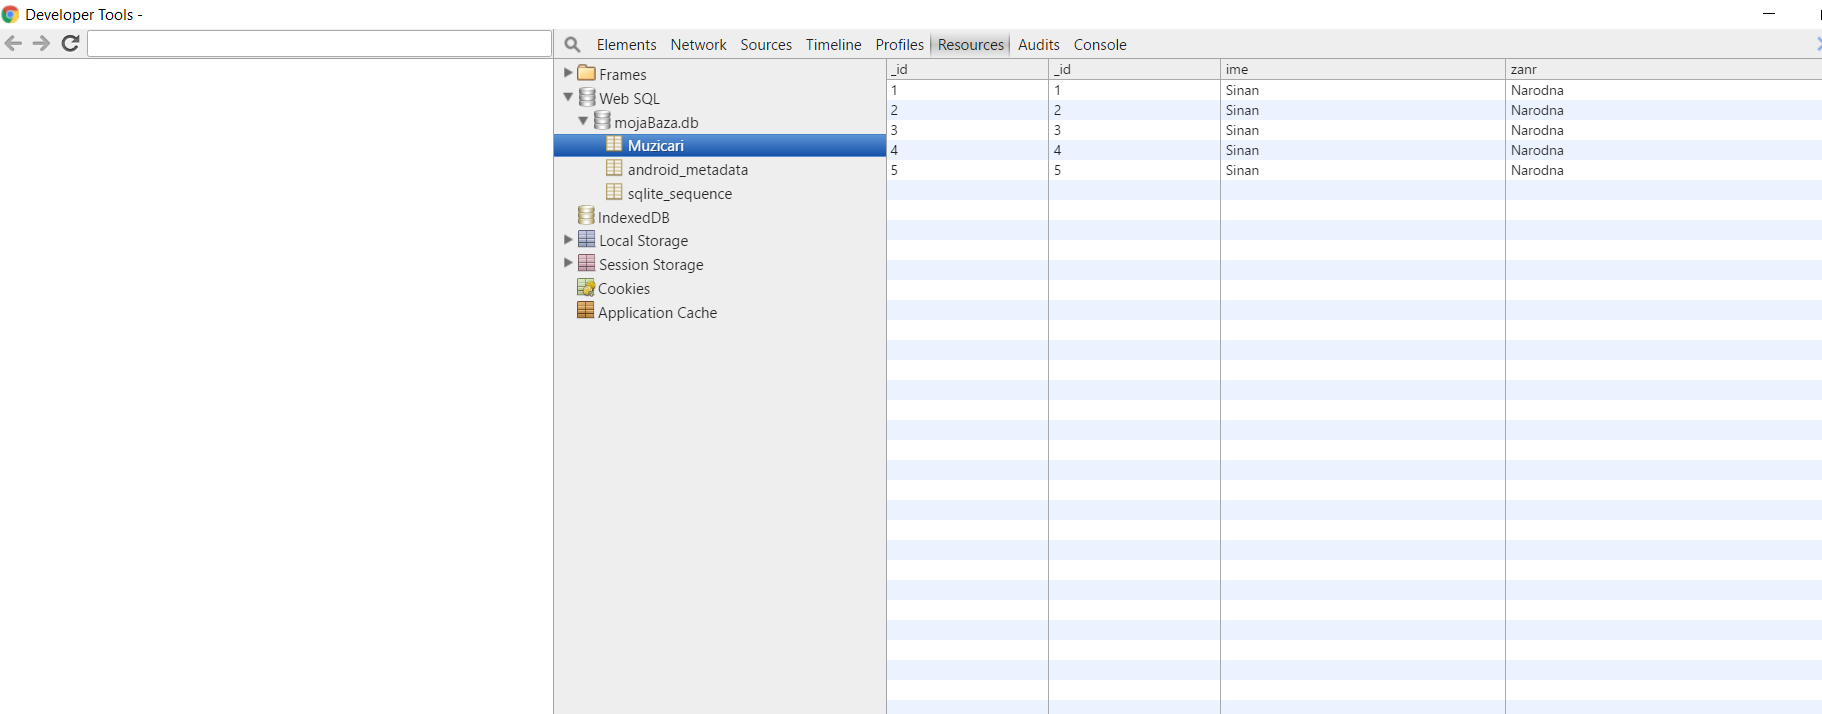 Developer Tools -
Elements Network Sources Timeline Profiles Resources Audits Console
Frames
Web SQL
mojaBaza.db
Muzicari
android_metadata
sqlite_sequence
IndexedDB
Local Storage
Session Storage
Cookies
Application Cache
_id _id ime zanr
1 1 Sinan Narodna
2 2 Sinan Narodna
3 3 Sinan Narodna
4 4 Sinan Narodna
5 5 Sinan Narodna